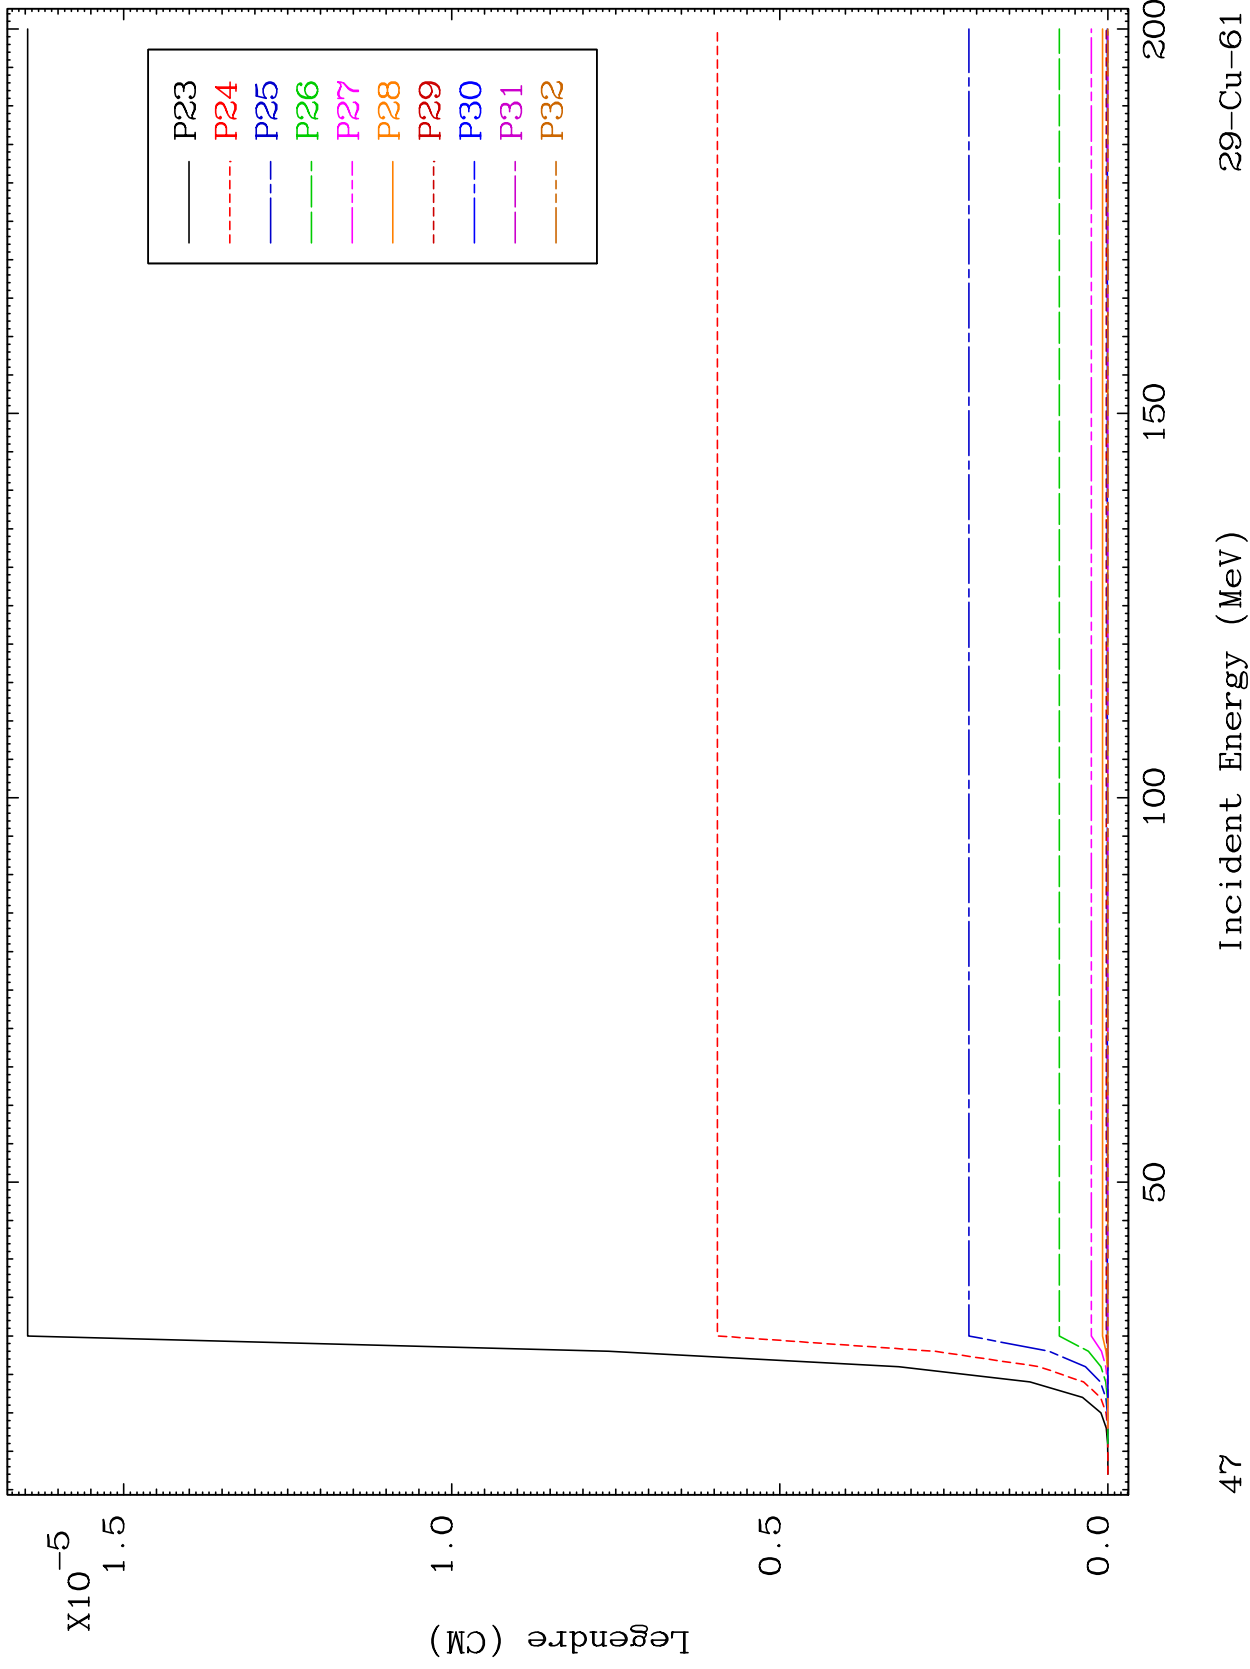 X10-5
1.5
1.0
0.5
0.0
Legendre (CM)
P23
P24
P25
P26
P27
P28
P29
P30
P31
P32
50
100
150
200
Incident Energy (MeV)
47
29-Cu-61